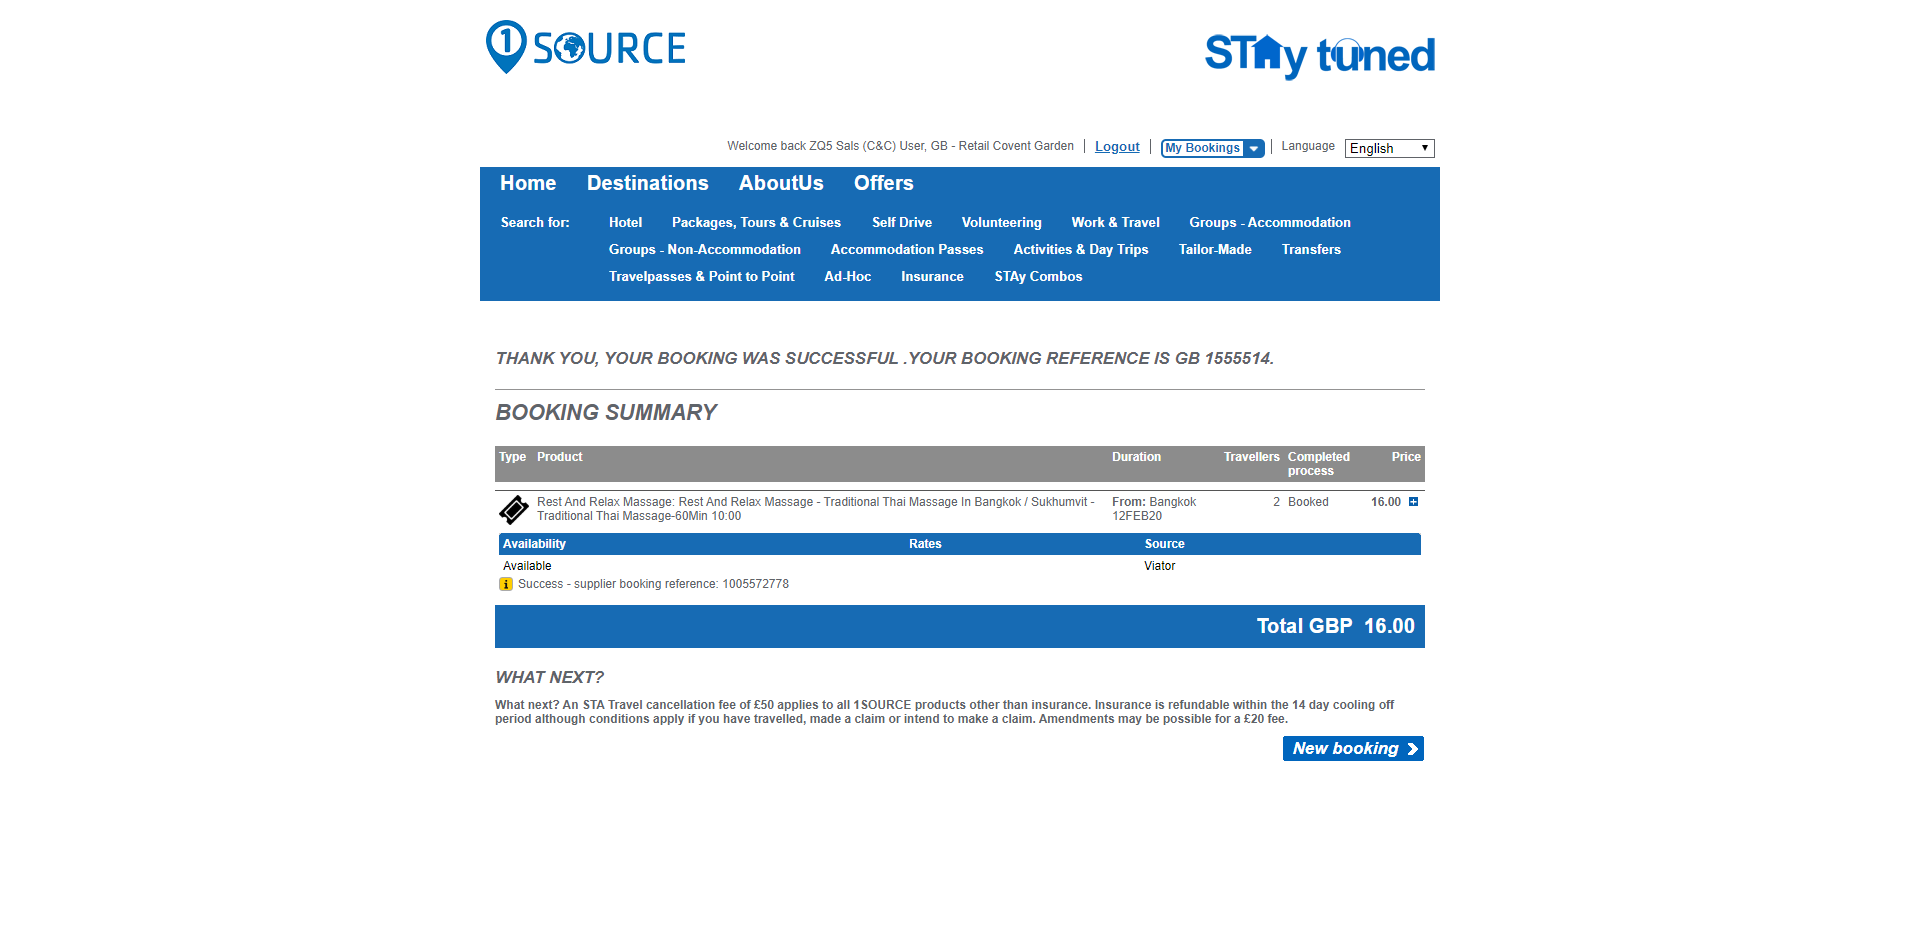 1 SOURCE
STAy tuned
Welcome back ZQ5 Sals (C&C) User, GB - Retail Covent Garden | Logout | My Bookings | Language English
Home Destinations AboutUs Offers
Search for: Hotel Packages, Tours & Cruises Self Drive Volunteering Work & Travel Groups - Accommodation
Groups - Non-Accommodation Accommodation Passes Activities & Day Trips Tailor-Made Transfers
Travelpasses & Point to Point Ad-Hoc Insurance STAy Combos
THANK YOU, YOUR BOOKING WAS SUCCESSFUL .YOUR BOOKING REFERENCE IS GB 1555514.
BOOKING SUMMARY
Type Product Duration Travellers Completed process Price
Rest And Relax Massage: Rest And Relax Massage - Traditional Thai Massage In Bangkok / Sukhumvit -
Traditional Thai Massage-60Min 10:00
From: Bangkok
12FEB20
2 Booked 16.00
Availability Rates Source
Available Viator
Success - supplier booking reference: 1005572778
Total GBP 16.00
WHAT NEXT?
What next? An STA Travel cancellation fee of £50 applies to all 1SOURCE products other than insurance. Insurance is refundable within the 14 day cooling off
period although conditions apply if you have travelled, made a claim or intend to make a claim. Amendments may be possible for a £20 fee.
New booking